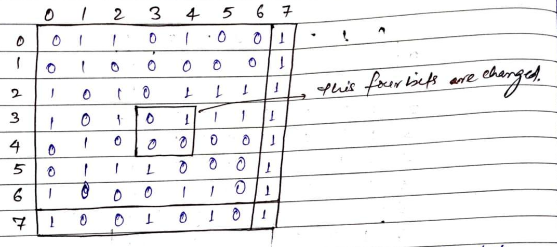 0 1 2 3 4 5 6 7
0 0 1 1 0 1 0 0 1
1 0 1 0 0 0 0 0 1
2 1 0 1 0 1 1 1 1 this four bits are changed.
3 1 0 1 0 1 1 1 1
4 0 1 0 0 0 0 0 1
5 0 1 1 1 0 0 0 1
6 1 0 0 0 1 1 0 1
7 1 0 0 1 0 1 0 1